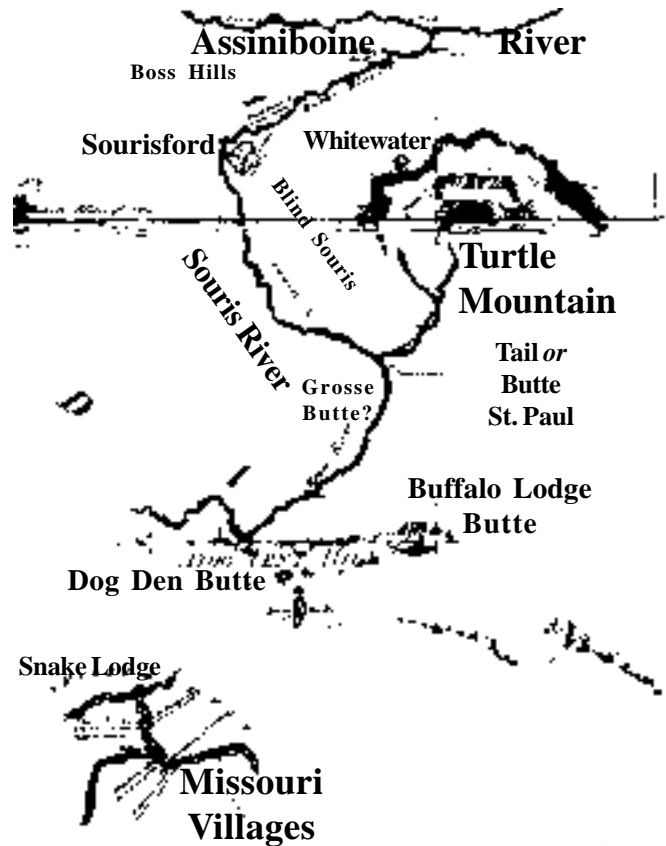 Assiniboine River
Boss Hills
Sourisford
Whitewater
Blind Souris
Turtle
Mountain
Souris River
Tail or
Butte
St. Paul
Grosse
Butte?
Buffalo Lodge
Butte
Dog Den Butte
Snake Lodge
Missouri
Villages